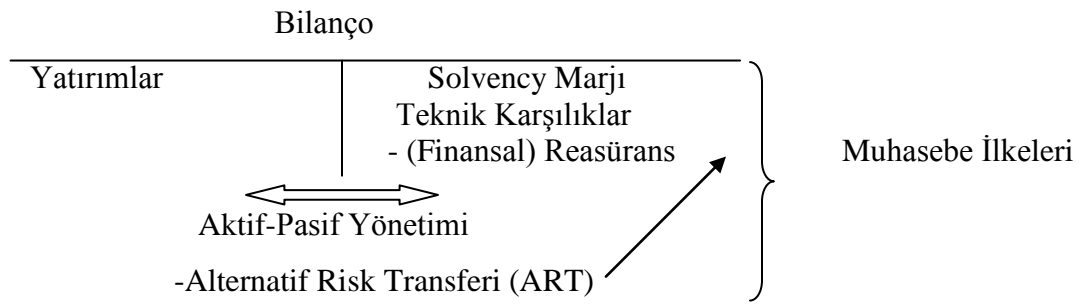 Bilanço
Yatırımlar
Solvency Marjı
Teknik Karşılıklar
- (Finansal) Reasürans
Muhasebe İlkeleri
Aktif-Pasif Yönetimi
-Alternatif Risk Transferi (ART)